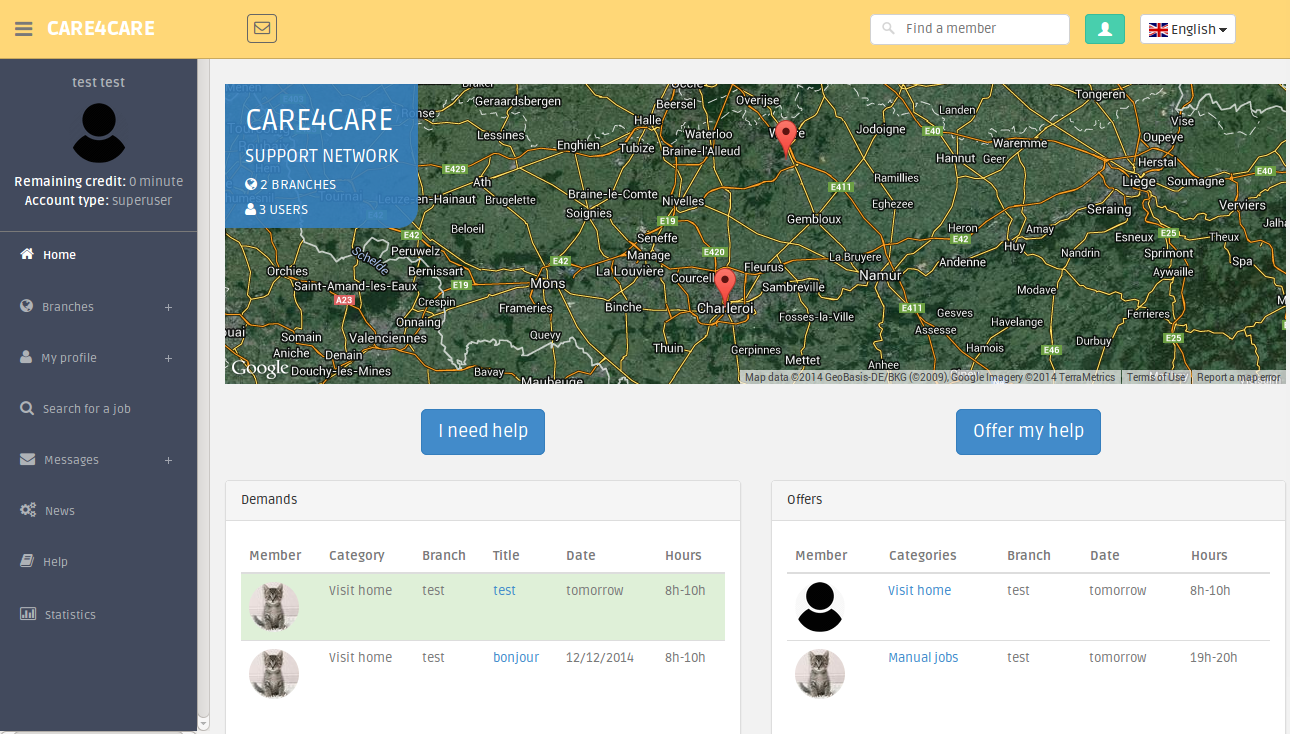 CARE4CARE
Find a member
English
test test
Remaining credit: 0 minute
Account type: superuser
Home
Branches +
My profile +
Search for a job
Messages +
News
Help
Statistics
CARE4CARE
SUPPORT NETWORK
2 BRANCHES
3 USERS
Geraardsbergen
Lessines
Enghien
Halle
Tubize
Beersel
Waterloo
Braine-l'Alleud
Overijse
Jodoigne
Landen
E40
Tongeren
Vise
Oupeye
Waremme
Hannut
Geer
Herstal
E40
Liège
Soumagne
Verviers
Seraing
E429
Ath
Brugelette
Braine-le-Comte
Soignies
Nivelles
E19
E411
Ramillies
Eghezee
Gembloux
Beloeil
Seneffe
Manage
E420
Heron
E42
Amay
Huy
Esneux
E25
Theux
Sprimont
Spa
Nandrin
Aywaille
E42
Peruwelz
Schelde
Orchies
Bernissart
Saint-Amand-les-Eaux
E19
A23
Crespin
Onnaing
E42
Mons
La Louvière
Fleurus
Sambreville
La Bruyere
Namur
Andenne
Modave
Ferrieres
Frameries
Binche
Charleroi
Fosses-la-Ville
E411
Gesves
Assesse
Havelange
Somain
Valenciennes
Aniche
Denain
Douchy-les-Mines
Quevy
Bavay
Maubeuge
Thuin
Gerpinnes
Mettet
Anhee
Hamois
E46
Durbuy
E25
Google
Map data ©2014 GeoBasis-DE/BKG (©2009), Google Imagery ©2014 TerraMetrics
Terms of Use
Report a map error
I need help
Offer my help
Demands
Member Category Branch Title Date Hours
Visit home test test tomorrow 8h-10h
Visit home test bonjour 12/12/2014 8h-10h
Offers
Member Categories Branch Date Hours
Visit home test tomorrow 8h-10h
Manual jobs test tomorrow 19h-20h